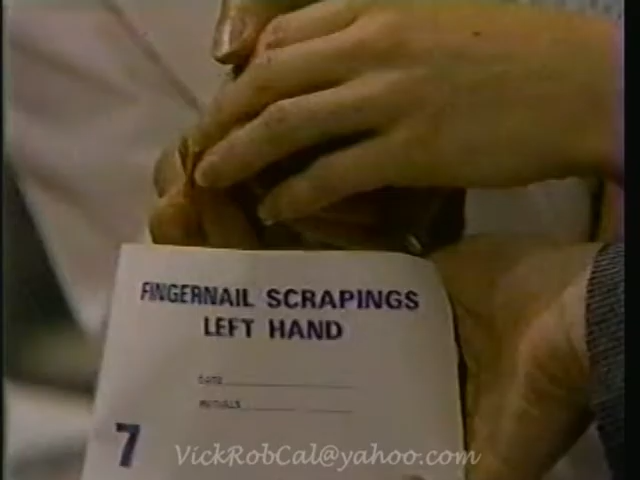 FINGERNAIL SCRAPINGS
LEFT HAND
DATE
INITIALS
7
VickRobCal@yahoo.com